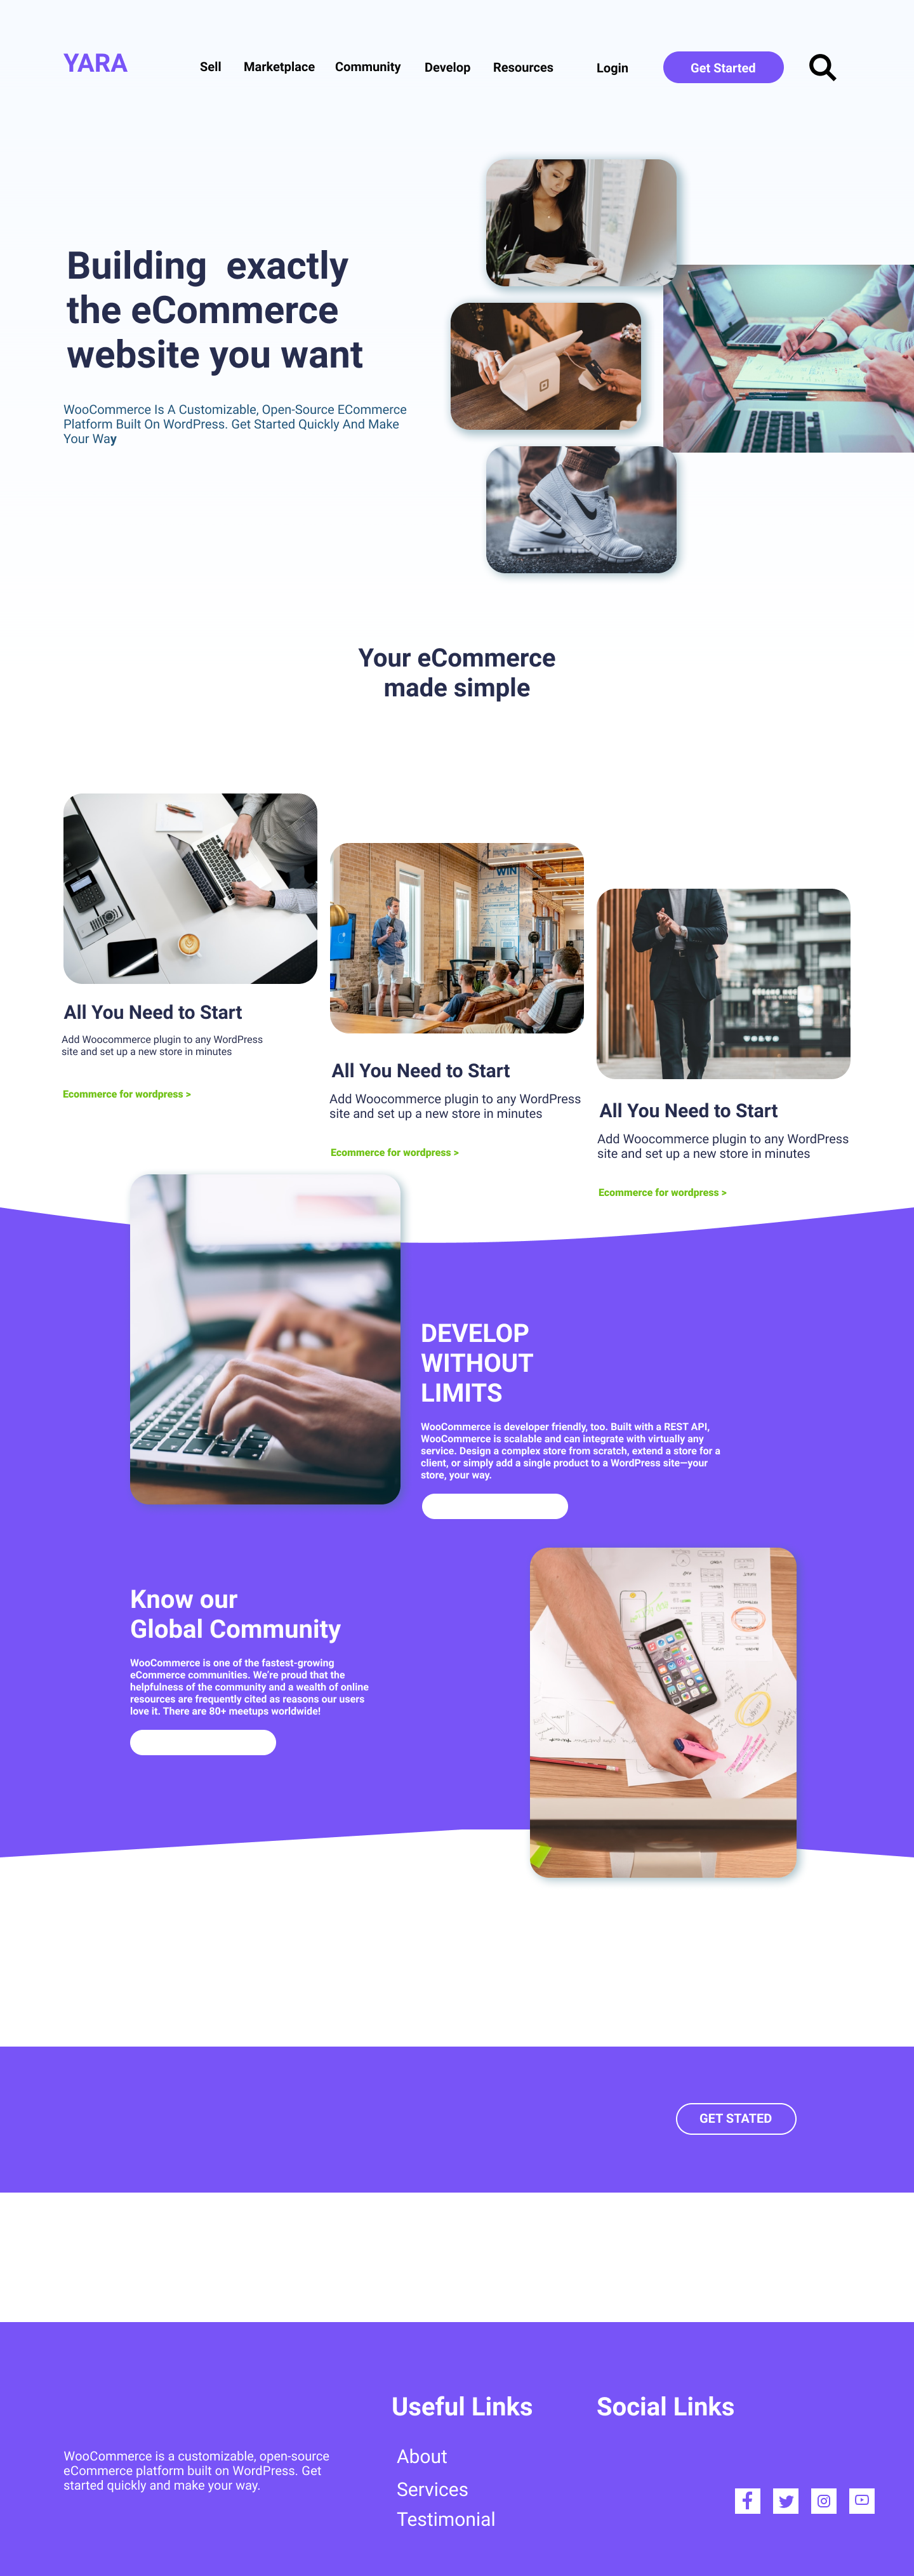 YARA
Sell Marketplace Community Develop Resources Login Get Started
Building exactly
the eCommerce
website you want
WooCommerce Is A Customizable, Open-Source ECommerce
Platform Built On WordPress. Get Started Quickly And Make
Your Way
Your eCommerce
made simple
WIN
All You Need to Start
Add Woocommerce plugin to any WordPress
site and set up a new store in minutes
Ecommerce for wordpress >
All You Need to Start
Add Woocommerce plugin to any WordPress
site and set up a new store in minutes
Ecommerce for wordpress >
All You Need to Start
Add Woocommerce plugin to any WordPress
site and set up a new store in minutes
Ecommerce for wordpress >
DEVELOP
WITHOUT
LIMITS
WooCommerce is developer friendly, too. Built with a REST API,
WooCommerce is scalable and can integrate with virtually any
service. Design a complex store from scratch, extend a store for a
client, or simply add a single product to a WordPress site—your
store, your way.
Know our
Global Community
WooCommerce is one of the fastest-growing
eCommerce communities. We're proud that the
helpfulness of the community and a wealth of online
resources are frequently cited as reasons our users
love it. There are 80+ meetups worldwide!
GET STATED
Useful Links
Social Links
WooCommerce is a customizable, open-source
eCommerce platform built on WordPress. Get
started quickly and make your way.
About
Services
Testimonial